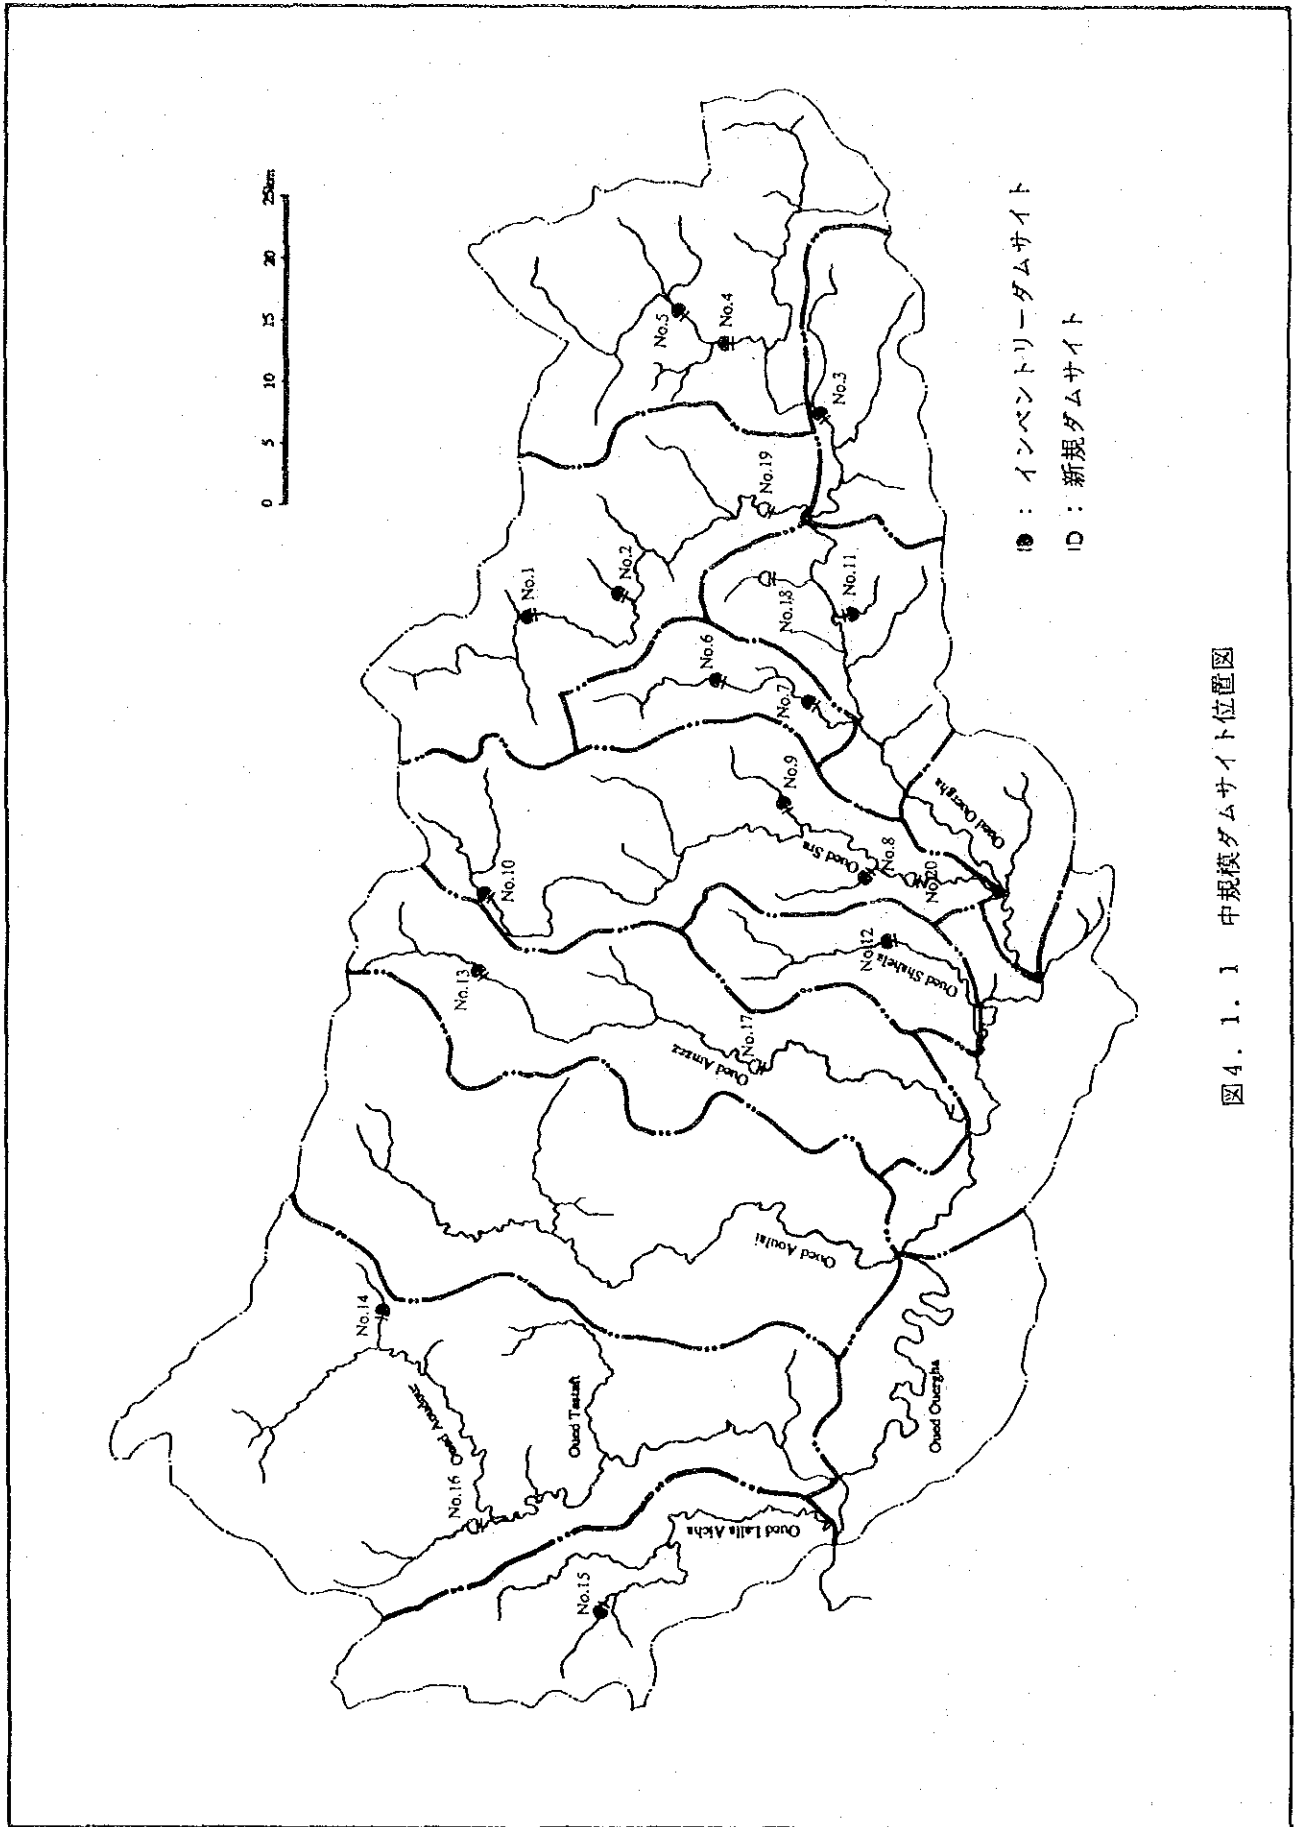 0 5 10 15 20 25km
No.14
No.13
No.10
No.1
No.2
No.5
No.4
No.6
No.19
No.16
Oued Aoudour
Oued Tastaft
No.15
Oued Lalla Aicha
Oued Aoulai
Oued Amzez
No.17
No.9
No.7
No.18
No.3
No.11
Oued Sra
No.8
No.20
No.12
Oued Shahela
Oued Ouergha
Oued Ouergha
: インベントリーダムサイト
: 新規ダムサイト
図4.1.1 中規模ダムサイト位置図